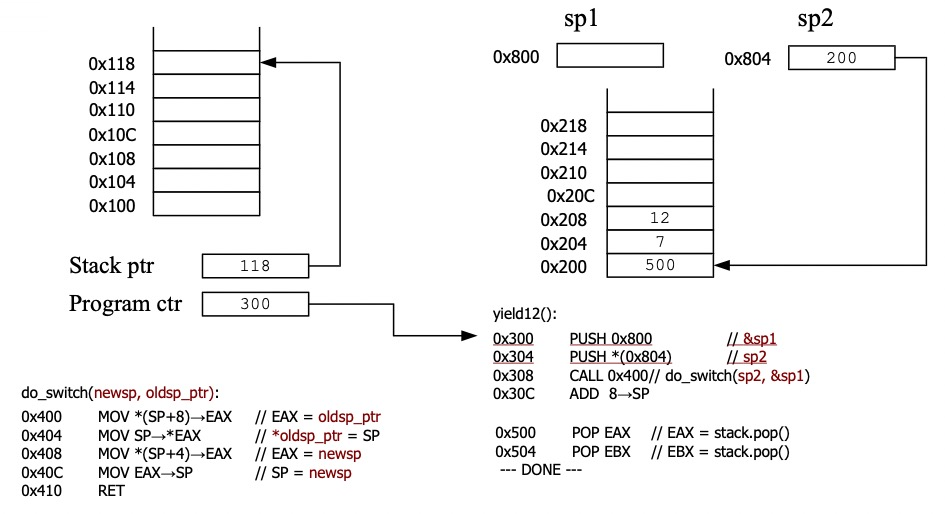 sp1
sp2
0x800
0x804
200
0x118
0x114
0x110
0x10C
0x108
0x104
0x100
0x218
0x214
0x210
0x20C
0x208
12
0x204
7
0x200
500
Stack ptr
118
Program ctr
300
yield12():
0x300 PUSH 0x800 // &sp1
0x304 PUSH *(0x804) // sp2
0x308 CALL 0x400// do_switch(sp2, &sp1)
0x30C ADD 8→SP
0x500 POP EAX // EAX = stack.pop()
0x504 POP EBX // EBX = stack.pop()
--- DONE ---
do_switch(newsp, oldsp_ptr):
0x400 MOV *(SP+8)→EAX // EAX = oldsp_ptr
0x404 MOV SP→*EAX // *oldsp_ptr = SP
0x408 MOV *(SP+4)→EAX // EAX = newsp
0x40C MOV EAX→SP // SP = newsp
0x410 RET